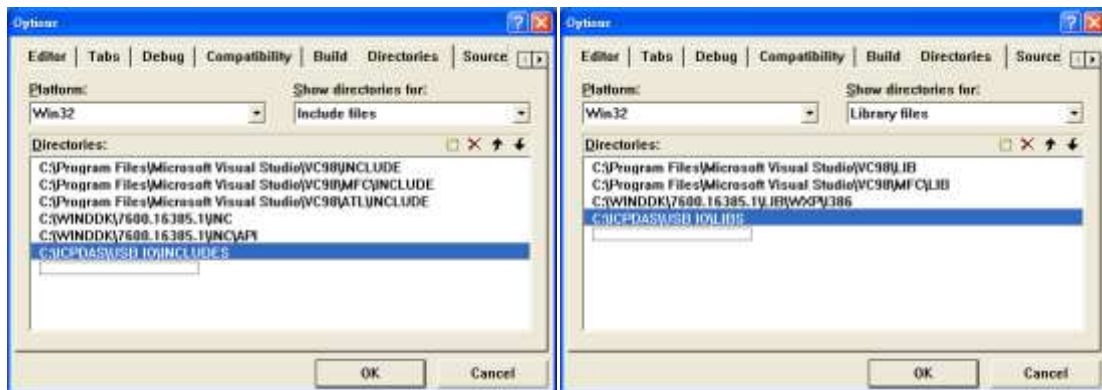 Options
Editor Tabs Debug Compatibility Build Directories Source
Platform:
Show directories for:
Win32
Include files
Directories:
C:\Program Files\Microsoft Visual Studio\VC98\INCLUDE
C:\Program Files\Microsoft Visual Studio\VC98\MFC\INCLUDE
C:\Program Files\Microsoft Visual Studio\VC98\ATL\INCLUDE
C:\WINDDK\7600.16385.1\INC
C:\WINDDK\7600.16385.1\INC\API
C:\ICPDAS\USB IO\INCLUDES
OK Cancel
Options
Editor Tabs Debug Compatibility Build Directories Source
Platform:
Show directories for:
Win32
Library files
Directories:
C:\Program Files\Microsoft Visual Studio\VC98\LIB
C:\Program Files\Microsoft Visual Studio\VC98\MFC\LIB
C:\WINDDK\7600.16385.1\LIB\WXP\I386
C:\ICPDAS\USB IO\LIBS
OK Cancel